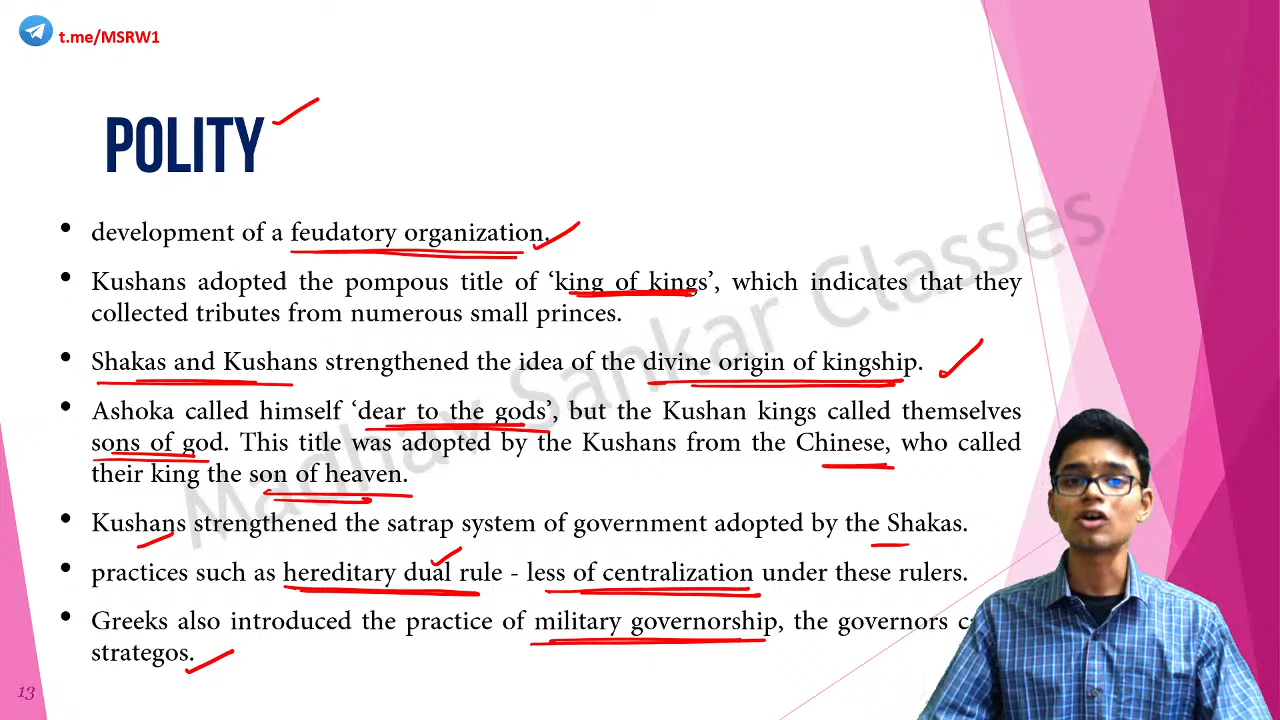 t.me/MSRW1
POLITY
• development of a feudatory organization.
• Kushans adopted the pompous title of ‘king of kings’, which indicates that they
collected tributes from numerous small princes.
• Shakas and Kushans strengthened the idea of the divine origin of kingship.
• Ashoka called himself ‘dear to the gods’, but the Kushan kings called themselves
sons of god. This title was adopted by the Kushans from the Chinese, who called
their king the son of heaven.
• Kushans strengthened the satrap system of government adopted by the Shakas.
• practices such as hereditary dual rule - less of centralization under these rulers.
• Greeks also introduced the practice of military governorship, the governors
strategos.
Madhav Sankar Classes
13